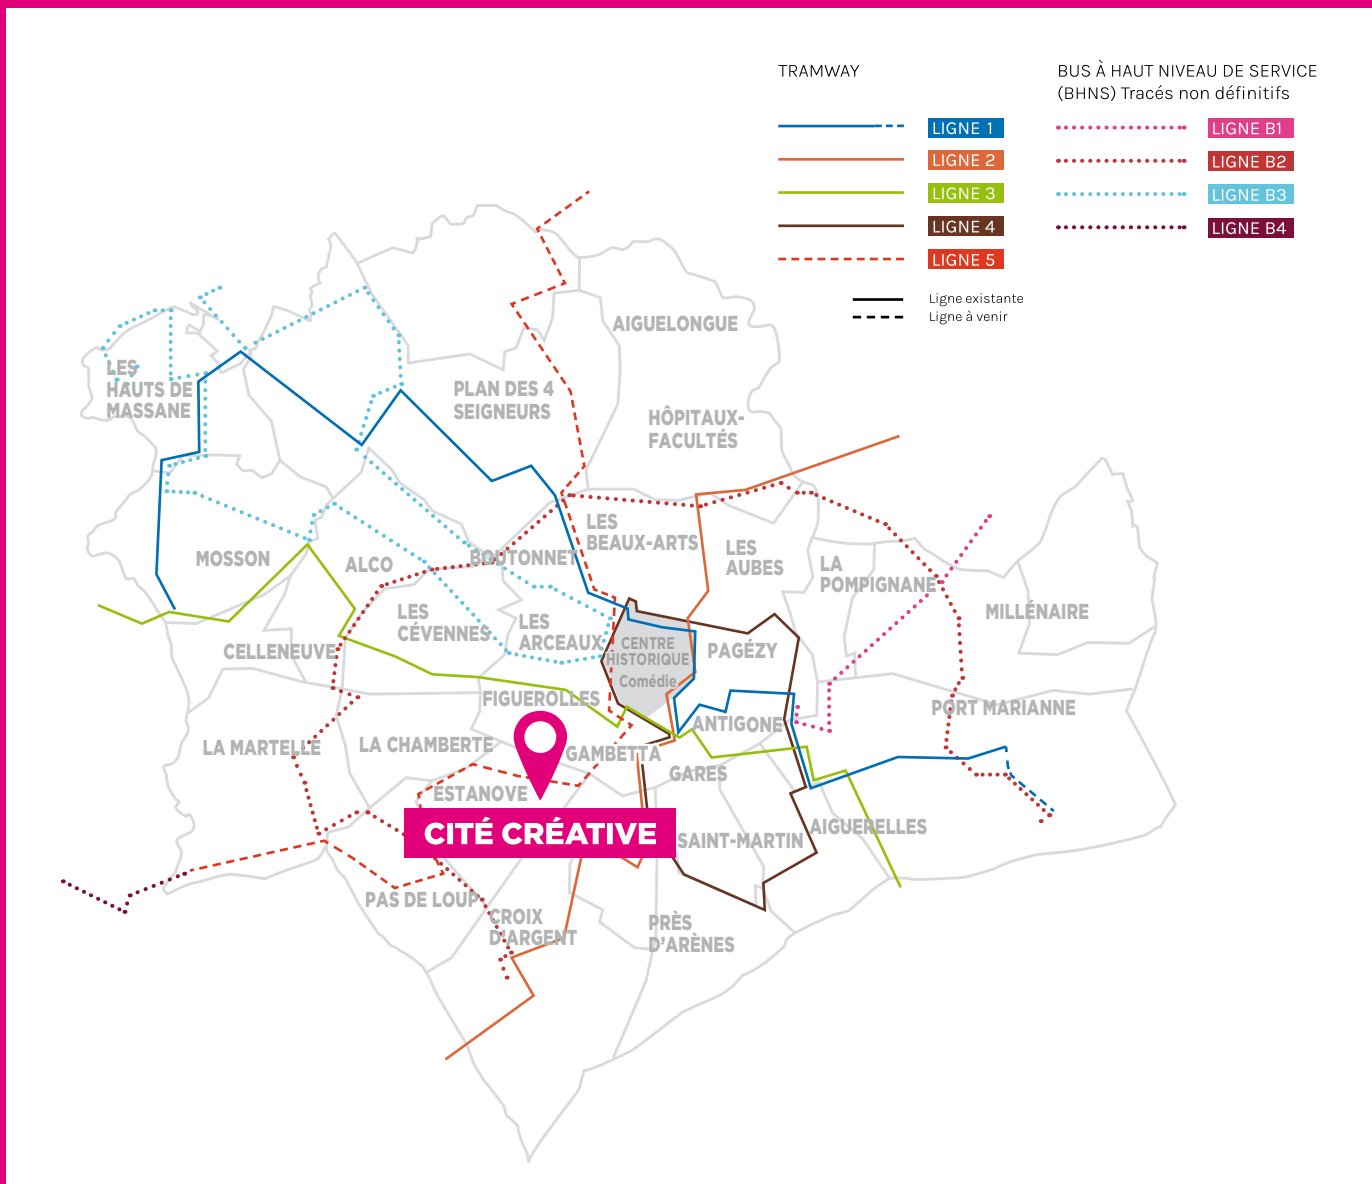 TRAMWAY
LIGNE 1
LIGNE 2
LIGNE 3
LIGNE 4
LIGNE 5
Ligne existante
Ligne à venir
BUS À HAUT NIVEAU DE SERVICE
(BHNS) Tracés non définitifs
LIGNE B1
LIGNE B2
LIGNE B3
LIGNE B4
AIGUELONGUE
LES
HAUTS DE
MASSANE
PLAN DES 4
SEIGNEURS
HÔPITAUX-
FACULTÉS
LES
BEAUX-ARTS
LES
AUBES
MOSSON
ALCO
BOUTONNET
LA
POMPIGNANE
MILLÉNAIRE
LES
CÉVENNES
LES
ARCEAUX
CENTRE
HISTORIQUE
Comédie
PAGÉZY
CELLENEUVE
FIGUEROLLES
PORT MARIANNE
ANTIGONE
LA MARTELLE
LA CHAMBERTE
GAMBETTA
GARES
ESTANOVE
CITÉ CRÉATIVE
SAINT-MARTIN
AIGUERELLES
PAS DE LOUP
CROIX
D'ARGENT
PRÈS
D'ARÈNES